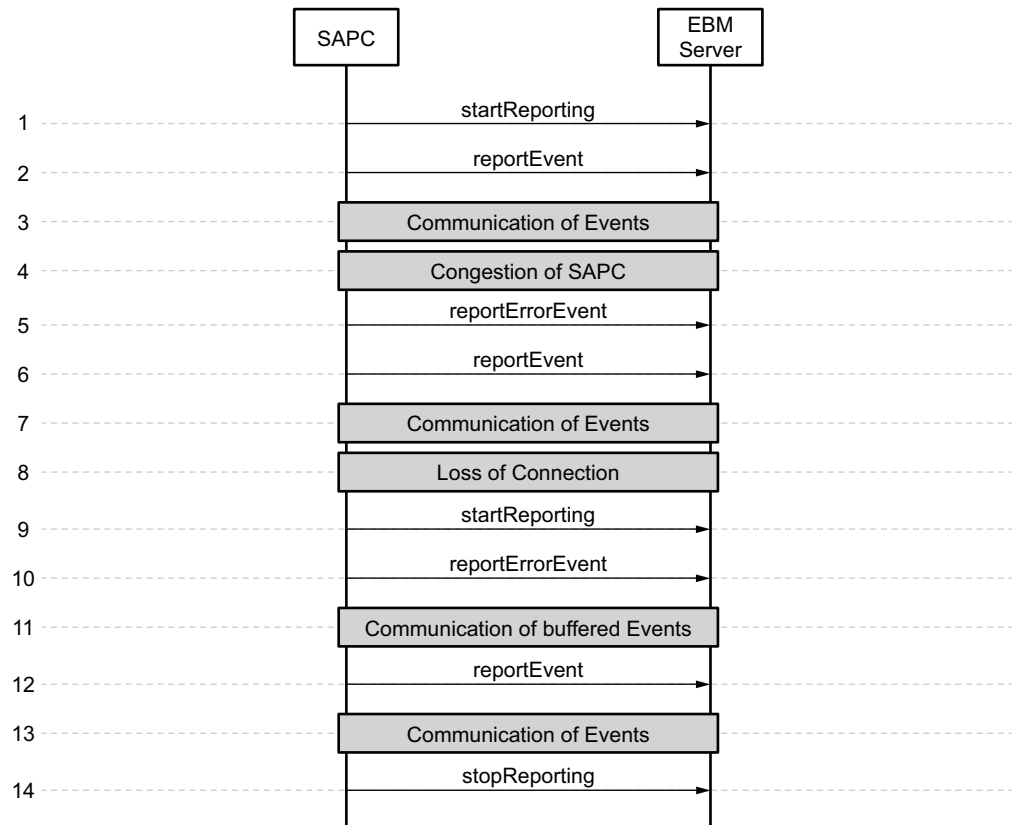 SAPC
EBM
Server
1 startReporting
2 reportEvent
3 Communication of Events
4 Congestion of SAPC
5 reportErrorEvent
6 reportEvent
7 Communication of Events
8 Loss of Connection
9 startReporting
10 reportErrorEvent
11 Communication of buffered Events
12 reportEvent
13 Communication of Events
14 stopReporting